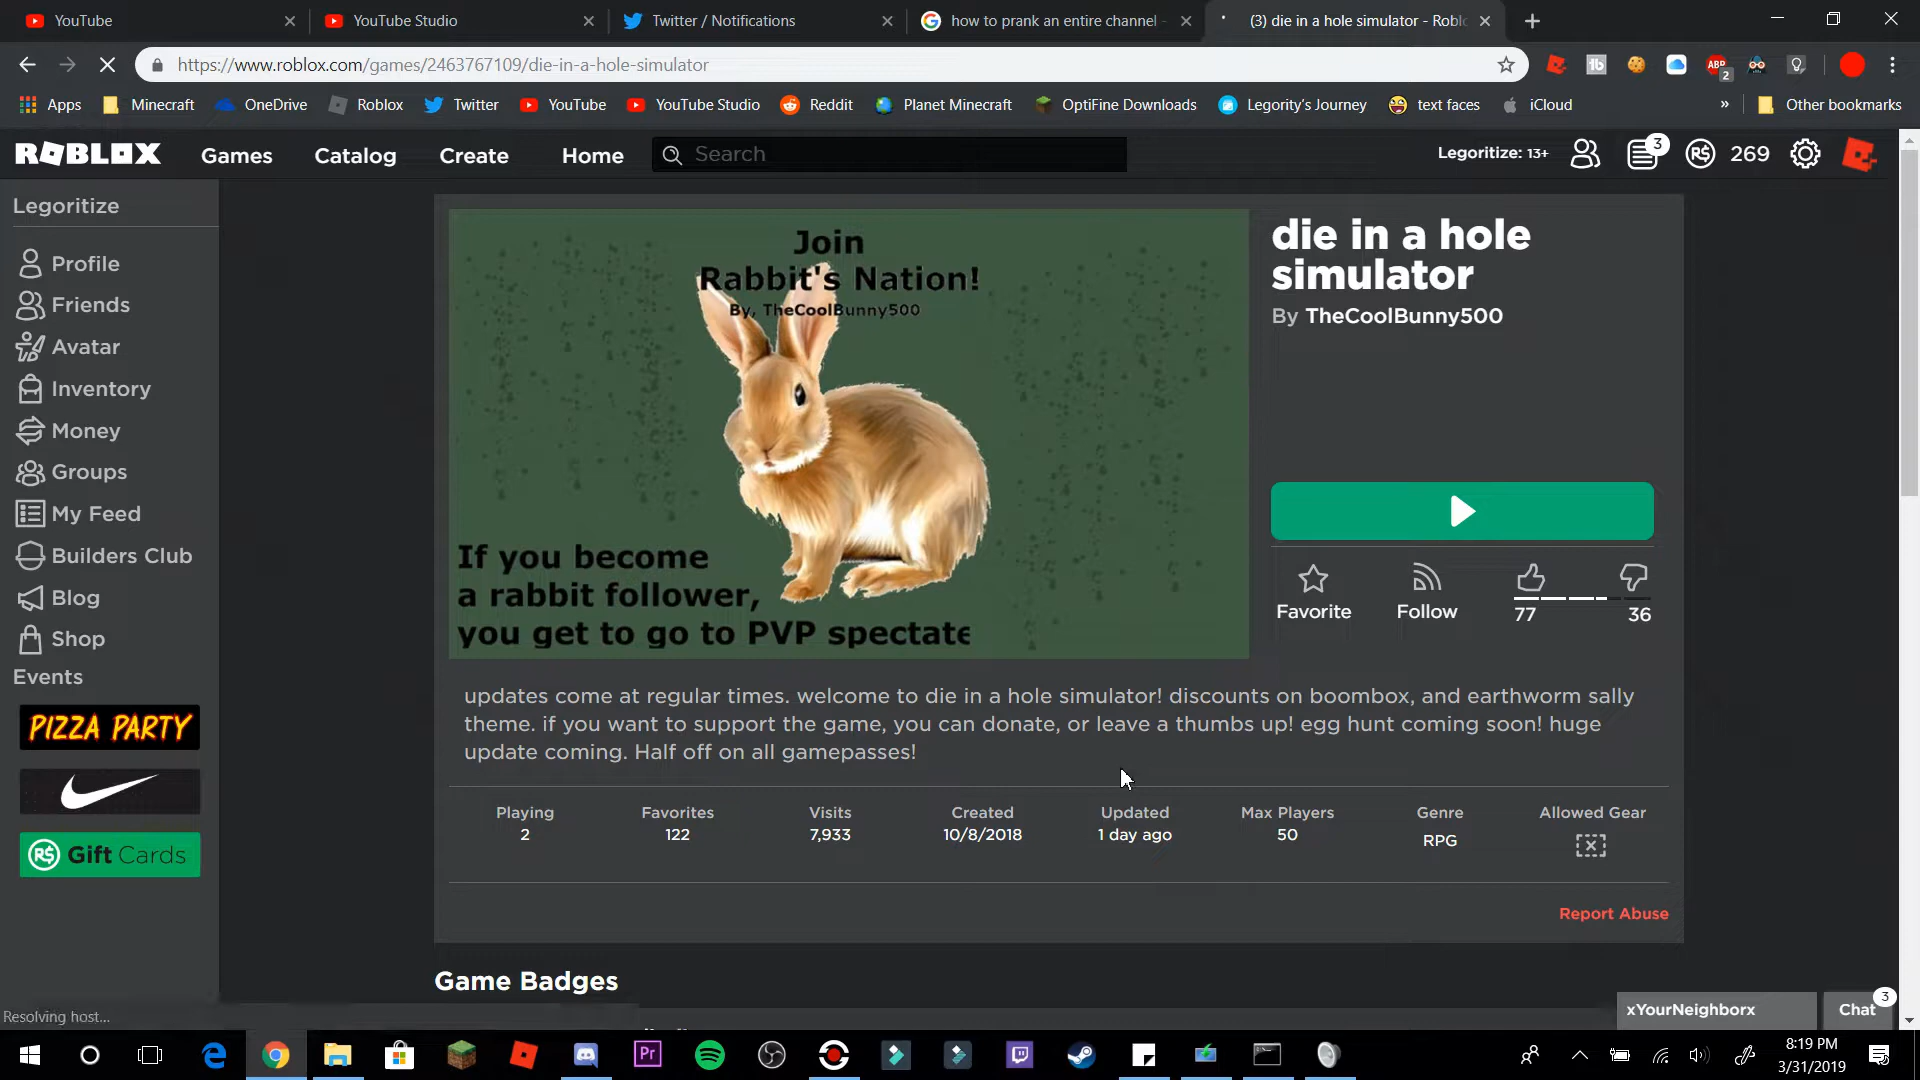 YouTube
YouTube Studio
Twitter / Notifications
how to prank an entire channel -
(3) die in a hole simulator - Roblo
https://www.roblox.com/games/2463767109/die-in-a-hole-simulator
ABP
2
Apps
Minecraft
OneDrive
Roblox
Twitter
YouTube
YouTube Studio
Reddit
Planet Minecraft
OptiFine Downloads
Legority's Journey
text faces
iCloud
»
Other bookmarks
ROBLOX
Games
Catalog
Create
Home
Search
Legoritize: 13+
3
R$
269
Legoritize
Profile
Friends
Avatar
Inventory
Money
Groups
My Feed
Builders Club
Blog
Shop
Events
PIZZA PARTY
R$ Gift Cards
Join
Rabbit's Nation!
By, TheCoolBunny500
If you become
a rabbit follower,
you get to go to PVP spectate
die in a hole
simulator
By TheCoolBunny500
Favorite
Follow
77
36
updates come at regular times. welcome to die in a hole simulator! discounts on boombox, and earthworm sally
theme. if you want to support the game, you can donate, or leave a thumbs up! egg hunt coming soon! huge
update coming. Half off on all gamepasses!
Playing
2
Favorites
122
Visits
7,933
Created
10/8/2018
Updated
1 day ago
Max Players
50
Genre
RPG
Allowed Gear
Report Abuse
Game Badges
xYourNeighborx
Chat
3
Resolving host...
Pr
8:19 PM
3/31/2019